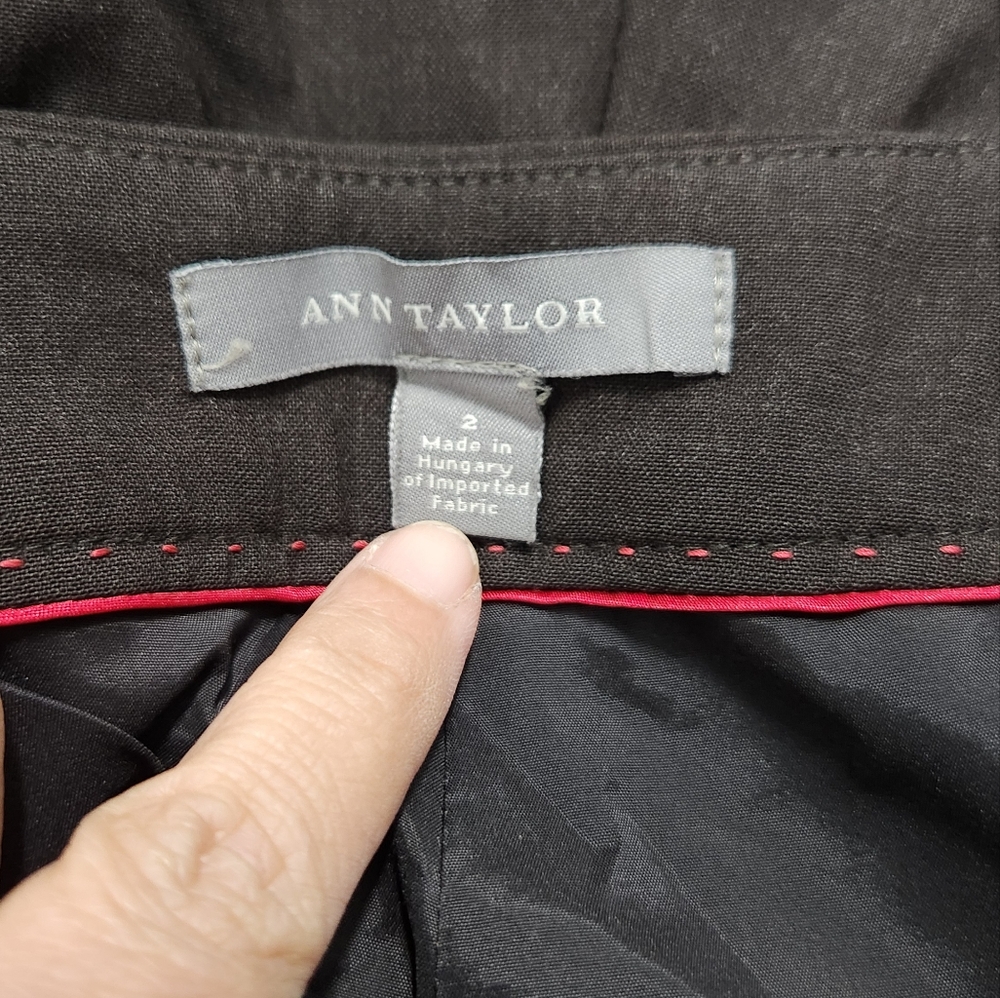 ANN TAYLOR
2
Made in
Hungary
of Imported
Fabric